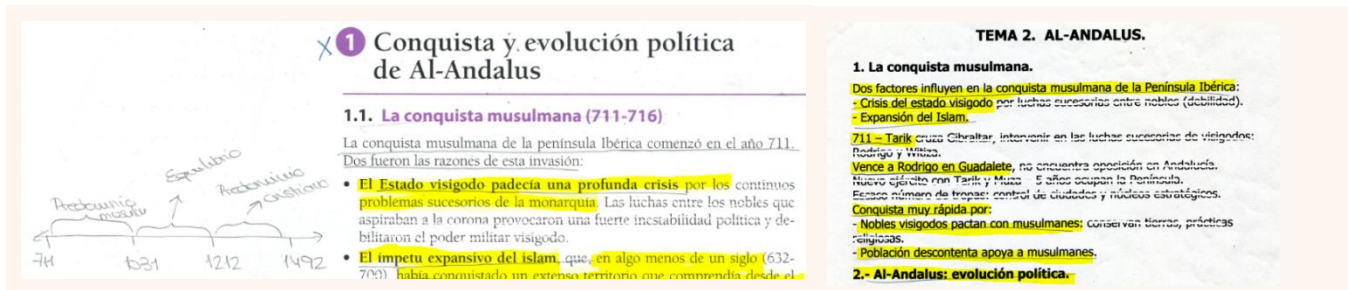 X 1 Conquista y evolución política
de Al-Andalus
1.1. La conquista musulmana (711-716)
La conquista musulmana de la península Ibérica comenzó en el año 711.
Dos fueron las razones de esta invasión:
• El Estado visigodo padecía una profunda crisis por los continuos
problemas sucesorios de la monarquía. Las luchas entre los nobles que
aspiraban a la corona provocaron una fuerte inestabilidad política y de-
bilitaron el poder militar visigodo.
• El ímpetu expansivo del islam, que, en algo menos de un siglo (632-
700), había conquistado un extenso territorio que comprendía desde el
Predominio
musulm
Equilibrio
Predominio
cristiano
711 1031 1212 1492
TEMA 2. AL-ANDALUS.
1. La conquista musulmana.
Dos factores influyen en la conquista musulmana de la Península Ibérica:
- Crisis del estado visigodo por luchas sucesorias entre nobles (debilidad).
- Expansión del Islam.
711 – Tarik cruza Gibraltar, intervenir en las luchas sucesorias de visigodos:
Rodrigo y Witiza.
Vence a Rodrigo en Guadalete, no encuentra oposición en Andalucía.
Nuevo ejército con Tarik y Muza – 5 años ocupan la Península.
Escaso número de tropas: control de ciudades y núcleos estratégicos.
Conquista muy rápida por:
- Nobles visigodos pactan con musulmanes: conservan tierras, prácticas
religiosas.
- Población descontenta apoya a musulmanes.
2.- Al-Andalus: evolución política.